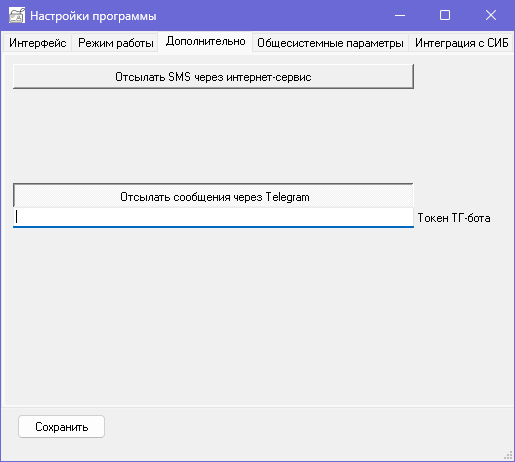 Настройки программы
Интерфейс Режим работы Дополнительно Общесистемные параметры Интеграция с СИБ
Отсылать SMS через интернет-сервис
Отсылать сообщения через Telegram
Токен ТГ-бота
Сохранить